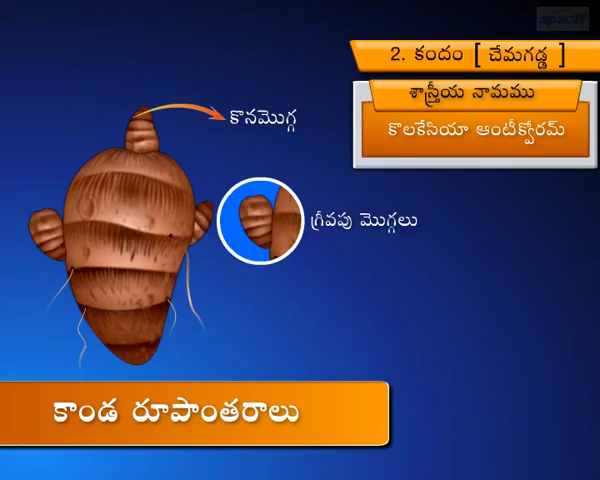 2. కందం [ చేమగడ్డ ]
శాస్త్రీయ నామము
కొలకేసియా ఆంటీక్వోరమ్
కొనమొగ్గ
గ్రీవపు మొగ్గలు
కాండ రూపాంతరాలు